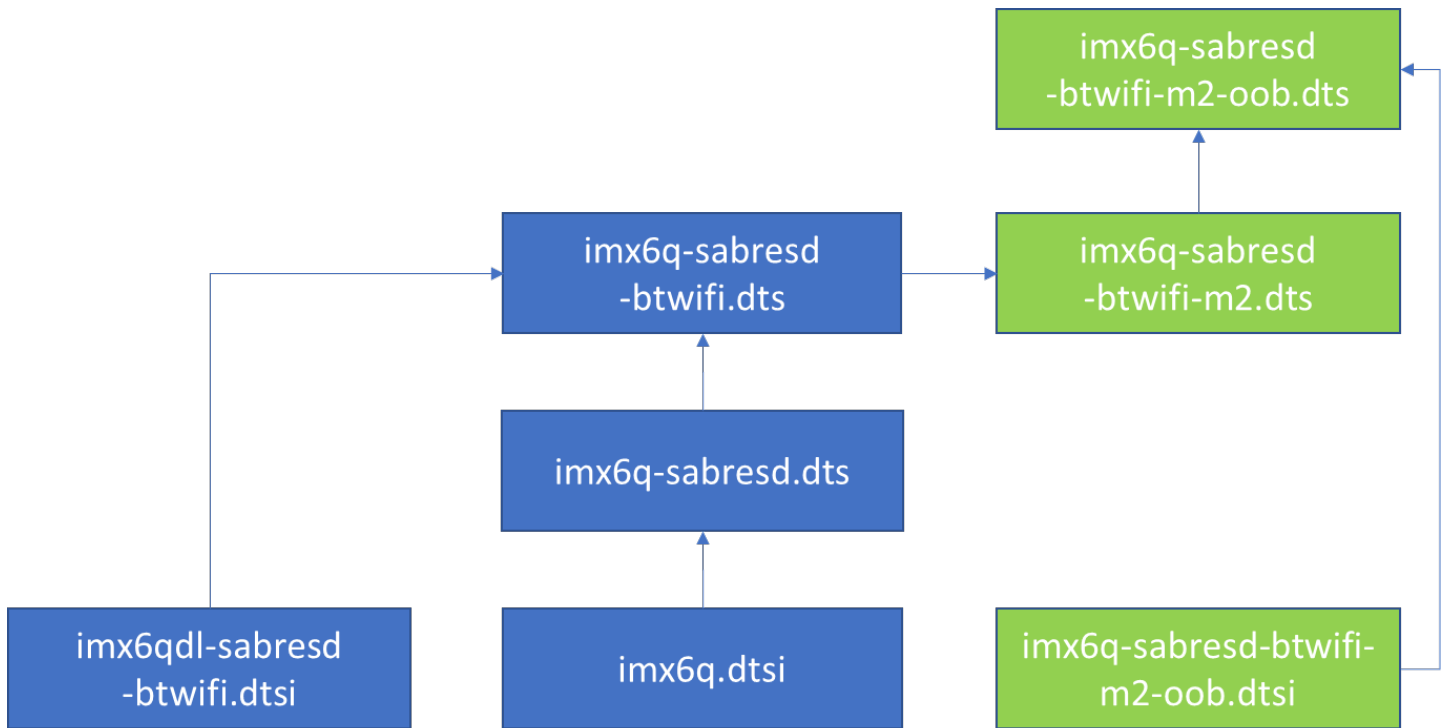 imx6q-sabresd
-btwifi-m2-oob.dts
imx6q-sabresd
-btwifi.dts
imx6q-sabresd
-btwifi-m2.dts
imx6q-sabresd.dts
imx6qdl-sabresd
-btwifi.dtsi
imx6q.dtsi
imx6q-sabresd-btwifi-
m2-oob.dtsi